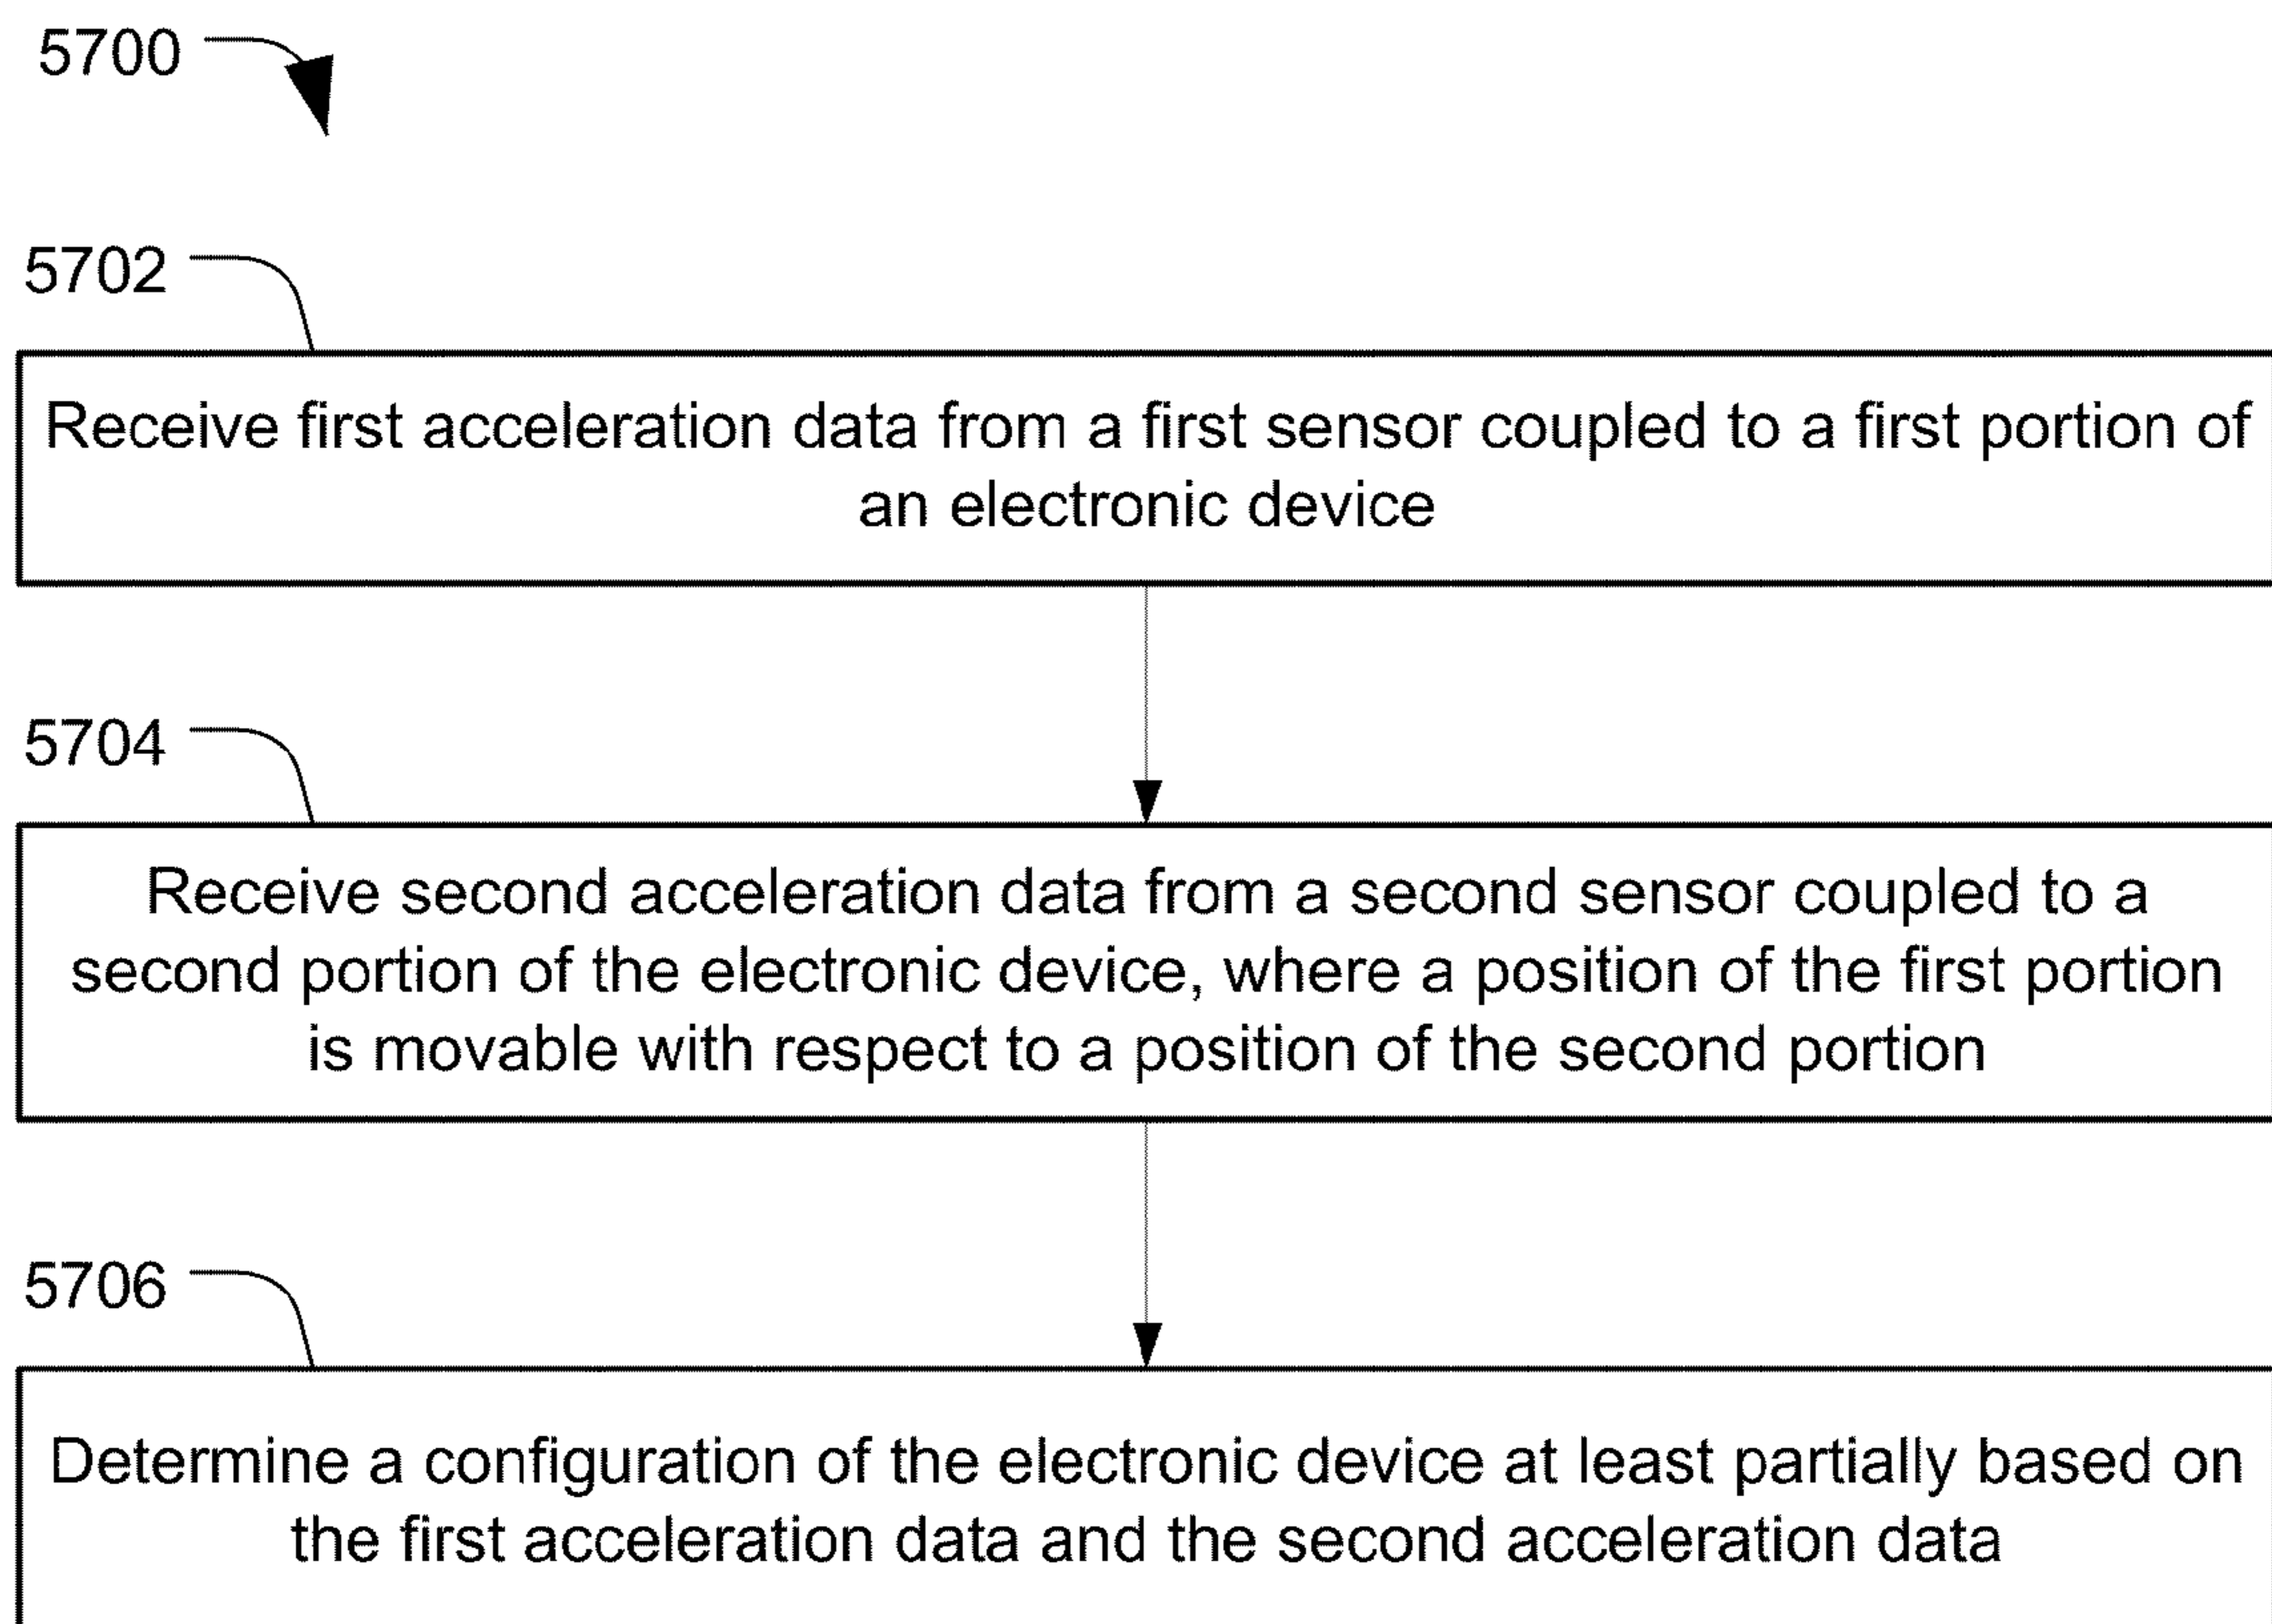 5700
5702
Receive first acceleration data from a first sensor coupled to a first portion of
an electronic device
5704
Receive second acceleration data from a second sensor coupled to a
second portion of the electronic device, where a position of the first portion
is movable with respect to a position of the second portion
5706
Determine a configuration of the electronic device at least partially based on
the first acceleration data and the second acceleration data